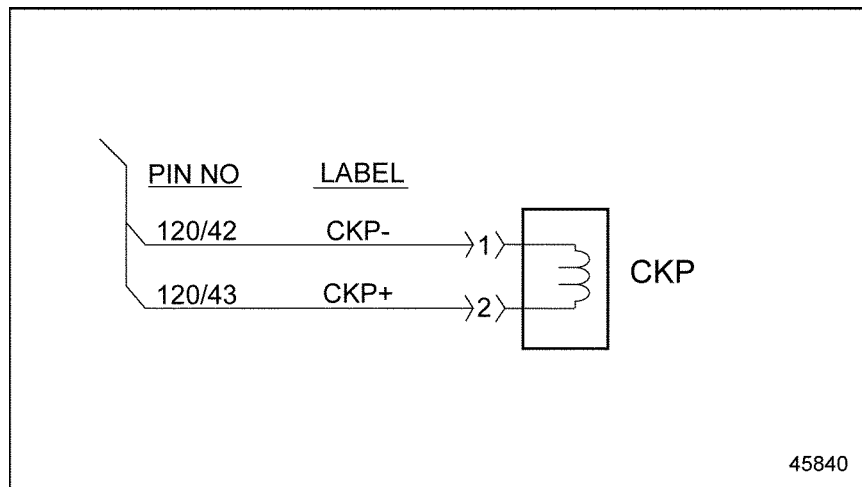 PIN NO LABEL
120/42 CKP- 1
CKP
120/43 CKP+ 2
45840